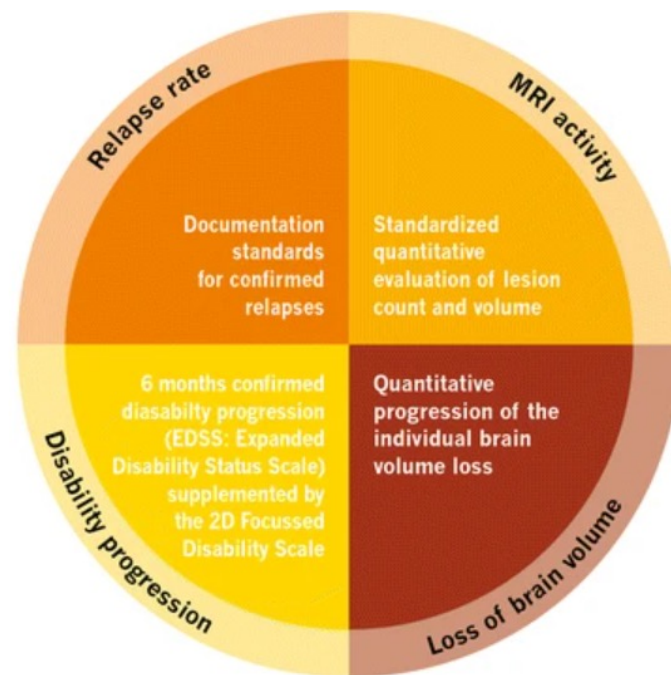 Relapse rate
MRI activity
Documentation
standards
for confirmed
relapses
Standardized
quantitative
evaluation of lesion
count and volume
6 months confirmed
diasabilty progression
(EDSS: Expanded
Disability Status Scale)
supplemented by
the 2D Focussed
Disability Scale
Quantitative
progression of the
individual brain
volume loss
Disability progression
Loss of brain volume